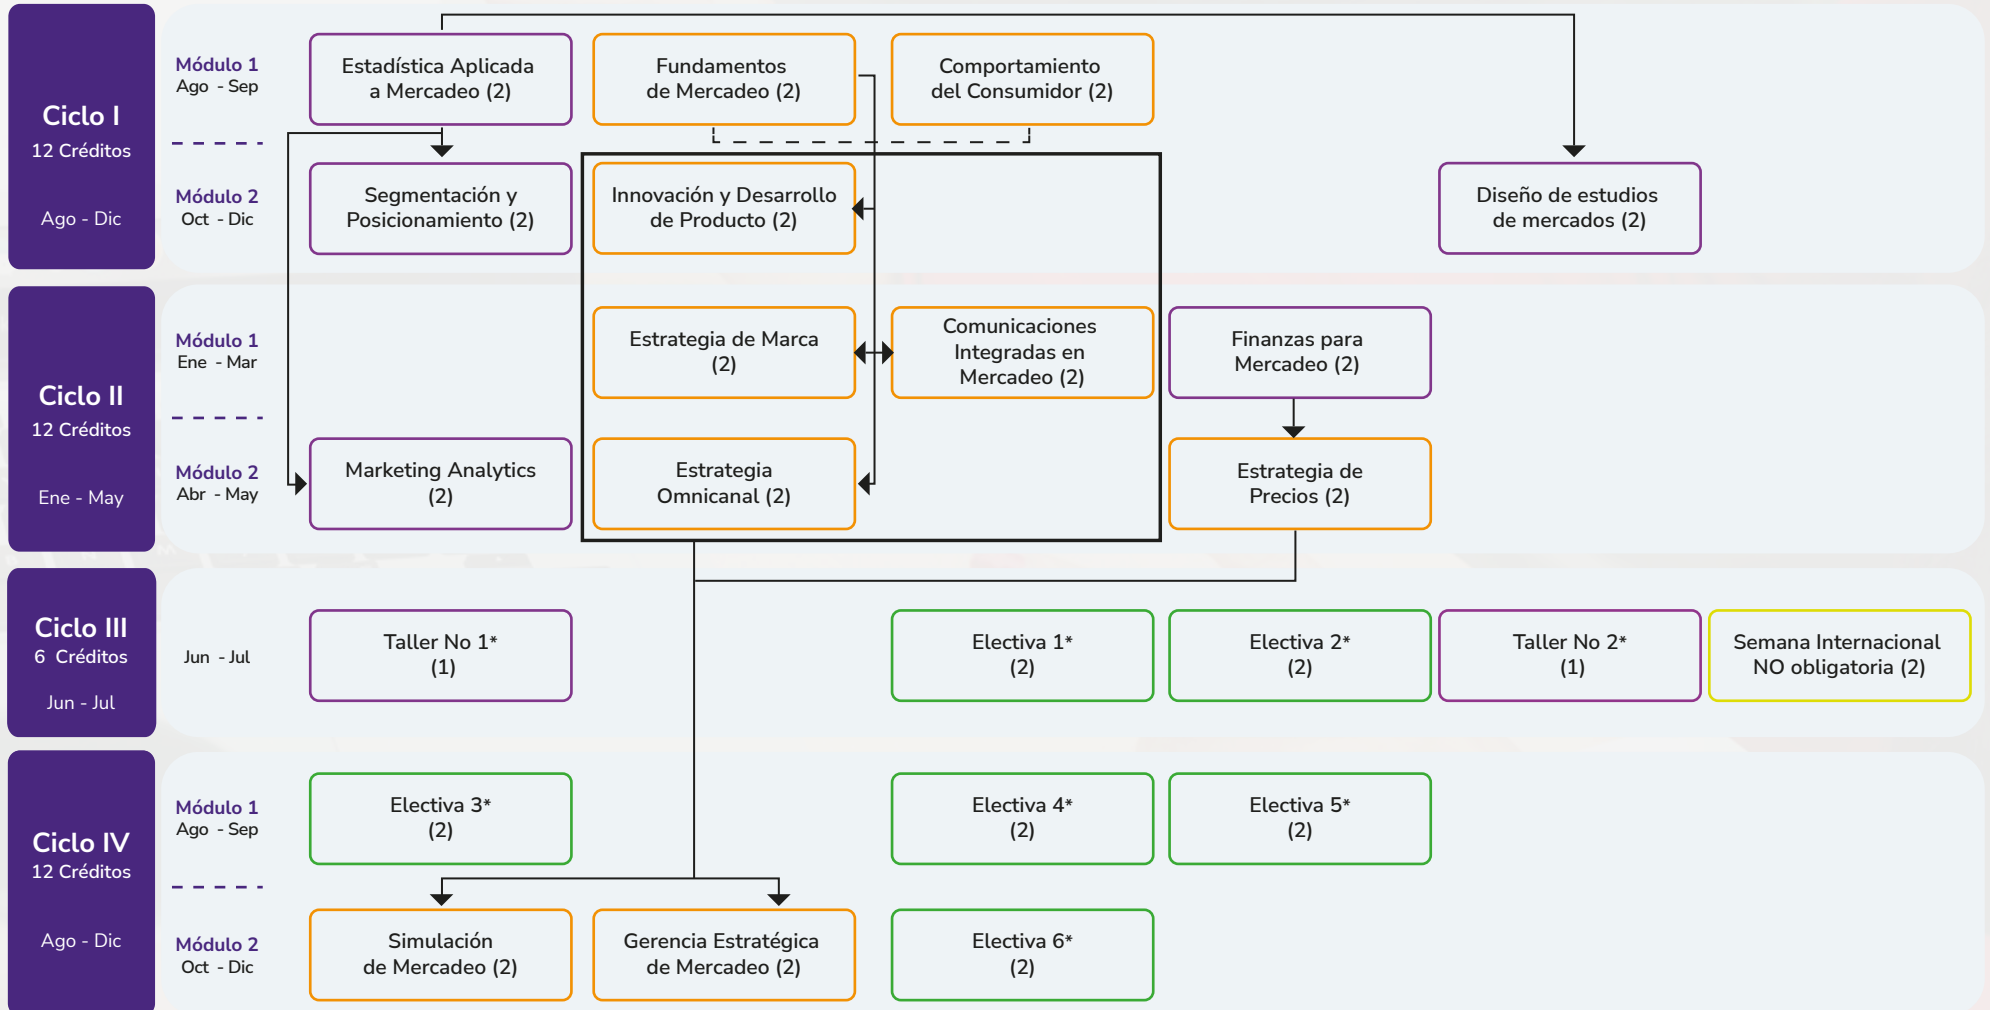 Ciclo I
12 Créditos
Ago - Dic
Módulo 1
Ago - Sep
Estadística Aplicada
a Mercadeo (2)
Fundamentos
de Mercadeo (2)
Comportamiento
del Consumidor (2)
Módulo 2
Oct - Dic
Segmentación y
Posicionamiento (2)
Innovación y Desarrollo
de Producto (2)
Diseño de estudios
de mercados (2)
Ciclo II
12 Créditos
Ene - May
Módulo 1
Ene - Mar
Estrategia de Marca
(2)
Comunicaciones
Integradas en
Mercadeo (2)
Finanzas para
Mercadeo (2)
Módulo 2
Abr - May
Marketing Analytics
(2)
Estrategia
Omnicanal (2)
Estrategia de
Precios (2)
Ciclo III
6 Créditos
Jun - Jul
Jun - Jul
Taller No 1*
(1)
Electiva 1*
(2)
Electiva 2*
(2)
Taller No 2*
(1)
Semana Internacional
NO obligatoria (2)
Ciclo IV
12 Créditos
Ago - Dic
Módulo 1
Ago - Sep
Electiva 3*
(2)
Electiva 4*
(2)
Electiva 5*
(2)
Módulo 2
Oct - Dic
Simulación
de Mercadeo (2)
Gerencia Estratégica
de Mercadeo (2)
Electiva 6*
(2)